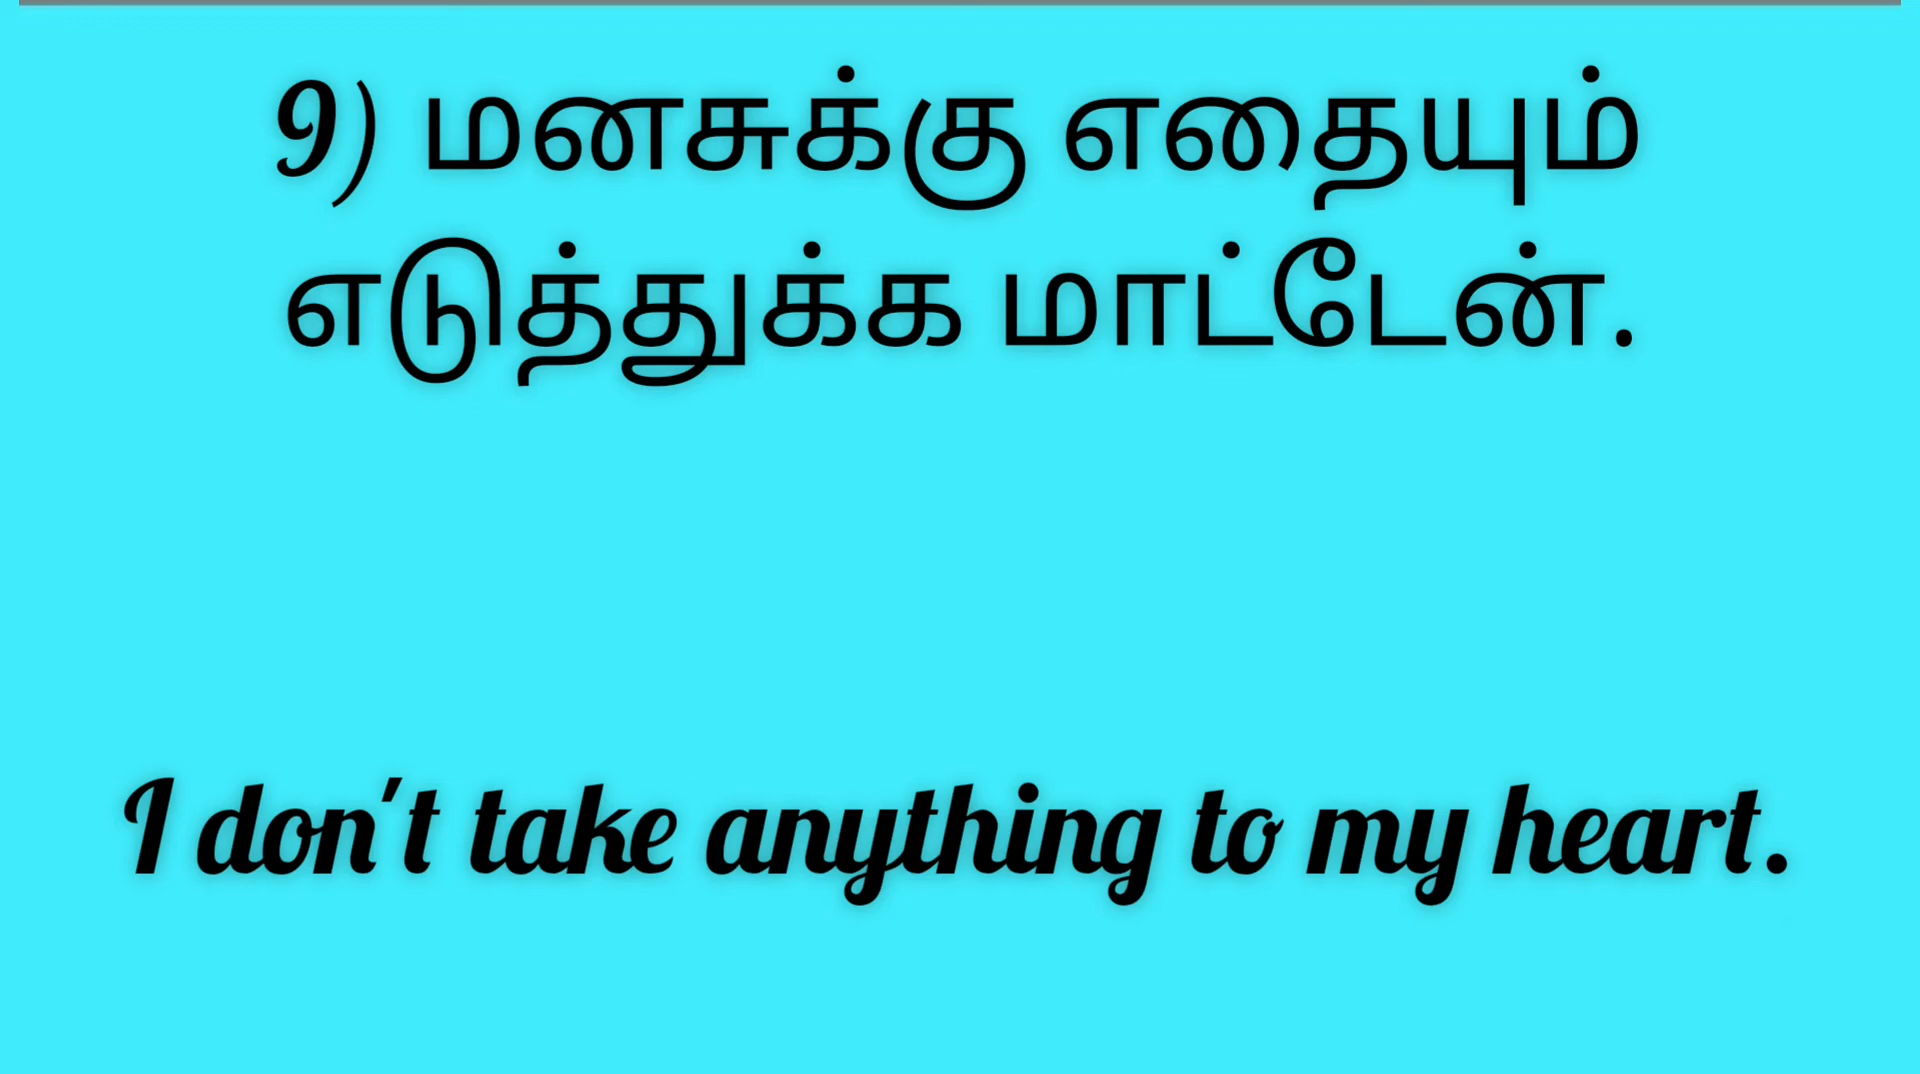 9) மனசுக்கு எதையும்
எடுத்துக்க மாட்டேன்.
I don't take anything to my heart.